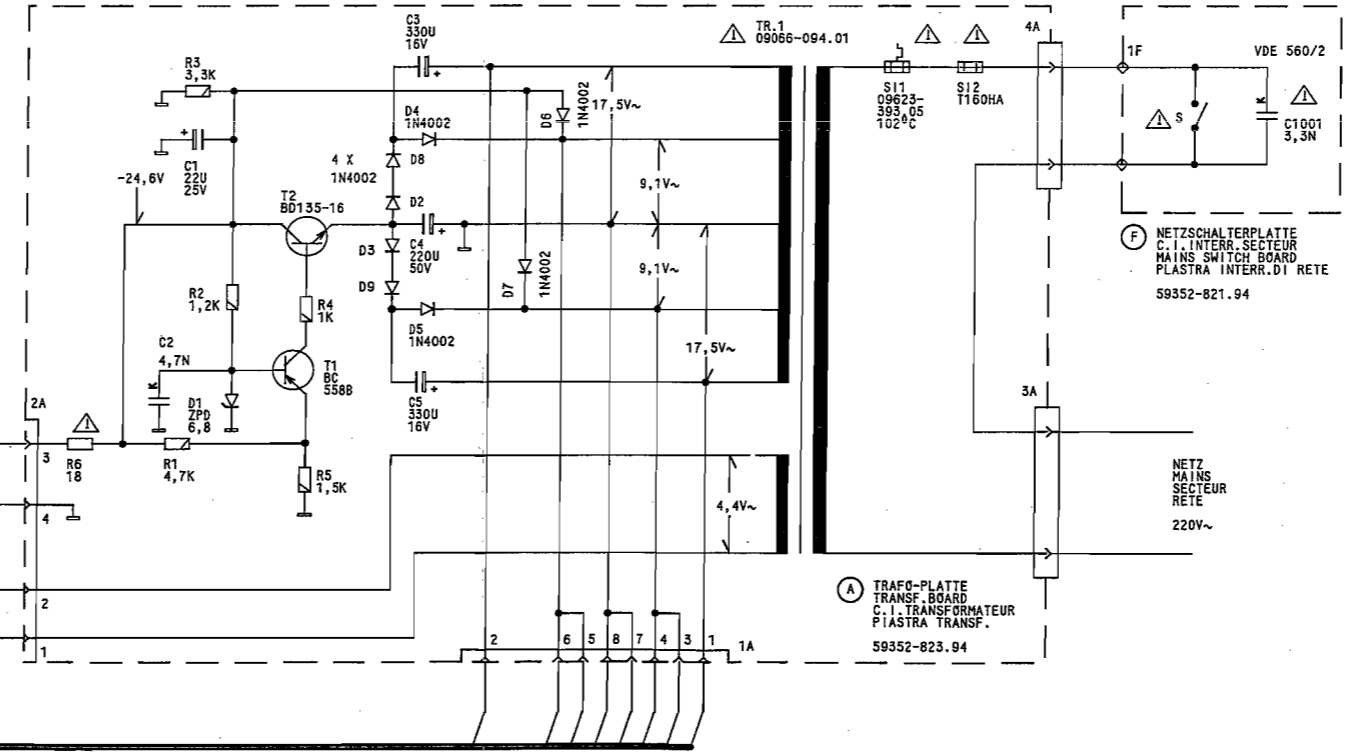 C3
330U
16V
TR.1
09066-094.01
4A
1F
VDE 560/2
R3
3,3K
D4
1N4002
D6
1N4002
17,5V~
SI1
09623-
393.05
102°C
SI2
T160HA
S
C1001
3,3N
C1
22U
25V
-24,6V
4 X
1N4002
D8
D2
9,1V~
T2
BD135-16
D3
C4
220U
50V
D9
D7
1N4002
9,1V~
NETZSCHALTERPLATTE
C.I.INTERR.SECTEUR
MAINS SWITCH BOARD
PLASTRA INTERR.DI RETE
59352-821.94
F
R2
1,2K
R4
1K
D5
1N4002
17,5V~
C2
4,7N
K
K
T1
BC
558B
C5
330U
16V
3A
2A
D1
ZPD
6,8
3
R6
18
R1
4,7K
R5
1,5K
4
4,4V~
NETZ
MAINS
SECTEUR
RETE
220V~
A
TRAFO-PLATTE
TRANSF.BOARD
C.I.TRANSFORMATEUR
PIASTRA TRANSF.
59352-823.94
2
1
2
6
5
8
7
4
3
1
1A